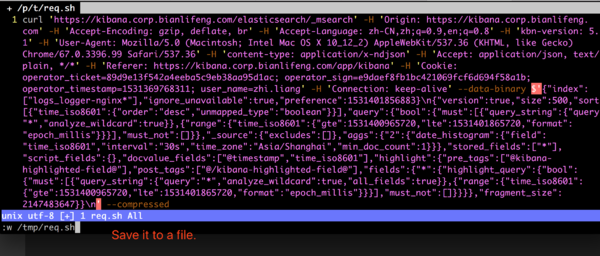 + /p/t/req.sh
1 curl 'https://kibana.corp.bianlifeng.com/elasticsearch/_msearch' -H 'Origin: https://kibana.corp.bianlifeng.
com' -H 'Accept-Encoding: gzip, deflate, br' -H 'Accept-Language: zh-CN,zh;q=0.9,en;q=0.8' -H 'kbn-version: 5.
1' -H 'User-Agent: Mozilla/5.0 (Macintosh; Intel Mac OS X 10_12_2) AppleWebKit/537.36 (KHTML, like Gecko)
Chrome/67.0.3396.99 Safari/537.36' -H 'content-type: application/x-ndjson' -H 'Accept: application/json, text/
plain, */*' -H 'Referer: https://kibana.corp.bianlifeng.com/app/kibana' -H 'Cookie:
operator_ticket=89d9e13f542a4eeba5c9eb38aa95d1ac; operator_sign=e9daef8fb1bc421069fcf6d694f58a1b;
operator_timestamp=1531369768311; user_name=zhi.liang' -H 'Connection: keep-alive' --data-binary $'{"index":
["logs_logger-nginx*"],"ignore_unavailable":true,"preference":1531401856883}\n{"version":true,"size":500,"sort":
[{"time_iso8601":{"order":"desc","unmapped_type":"boolean"}}],"query":{"bool":{"must":[{"query_string":{"query":
"*","analyze_wildcard":true}},{"range":{"time_iso8601":{"gte":1531400965720,"lte":1531401865720,"format":
"epoch_millis"}}}],"must_not":[]}},"_source":{"excludes":[]},"aggs":{"2":{"date_histogram":{"field":
"time_iso8601","interval":"30s","time_zone":"Asia/Shanghai","min_doc_count":1}}},"stored_fields":["*"],
"script_fields":{},"docvalue_fields":["@timestamp","time_iso8601"],"highlight":{"pre_tags":["@kibana-
highlighted-field@"],"post_tags":["@/kibana-highlighted-field@"],"fields":{"*":{"highlight_query":{"bool":
{"must":[{"query_string":{"query":"*","analyze_wildcard":true,"all_fields":true}},{"range":{"time_iso8601":
{"gte":1531400965720,"lte":1531401865720,"format":"epoch_millis"}}}],"must_not":[]}}}},"fragment_size":
2147483647}}\n' --compressed
unix utf-8 [+] 1 req.sh All
:w /tmp/req.sh
Save it to a file.